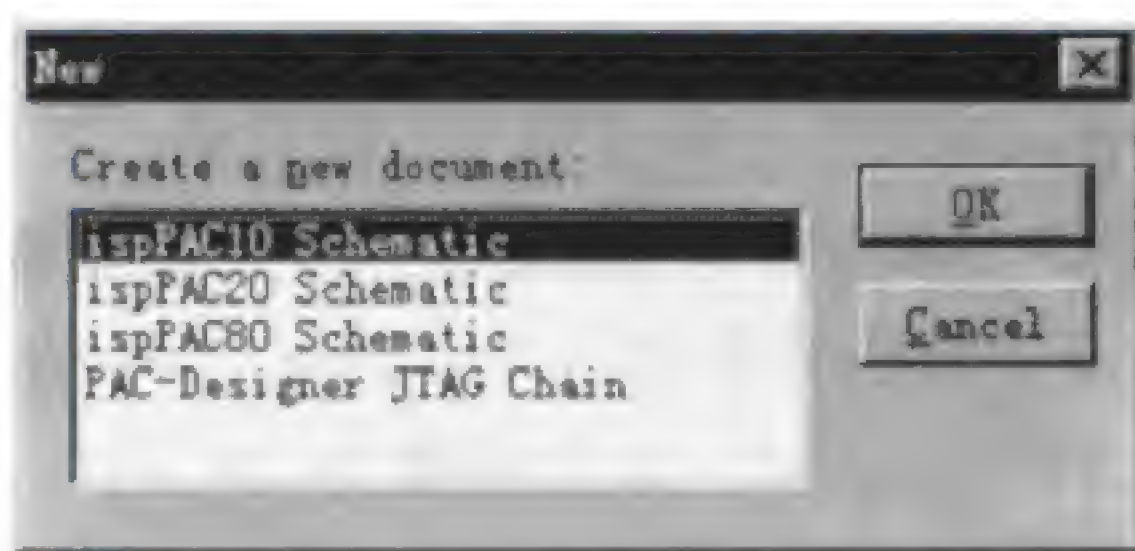 New
Create a new document:
ispPAC10 Schematic
ispPAC20 Schematic
ispPAC80 Schematic
PAC-Designer JTAG Chain
OK
Cancel